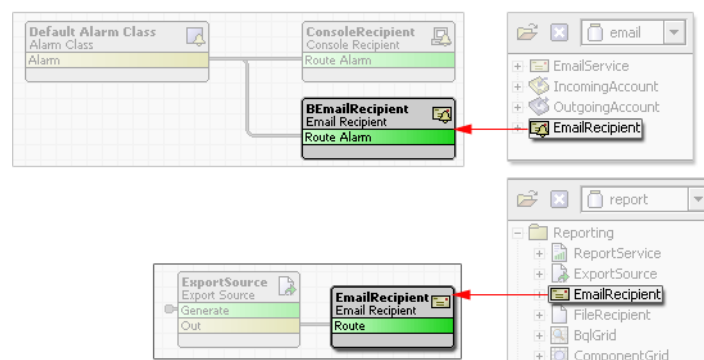 Default Alarm Class
Alarm Class
Alarm
ConsoleRecipient
Console Recipient
Route Alarm
BEmailRecipient
Email Recipient
Route Alarm
email
EmailService
IncomingAccount
OutgoingAccount
EmailRecipient
ExportSource
Export Source
Generate
Out
EmailRecipient
Email Recipient
Route
report
Reporting
ReportService
ExportSource
EmailRecipient
FileRecipient
BqlGrid
ComponentGrid